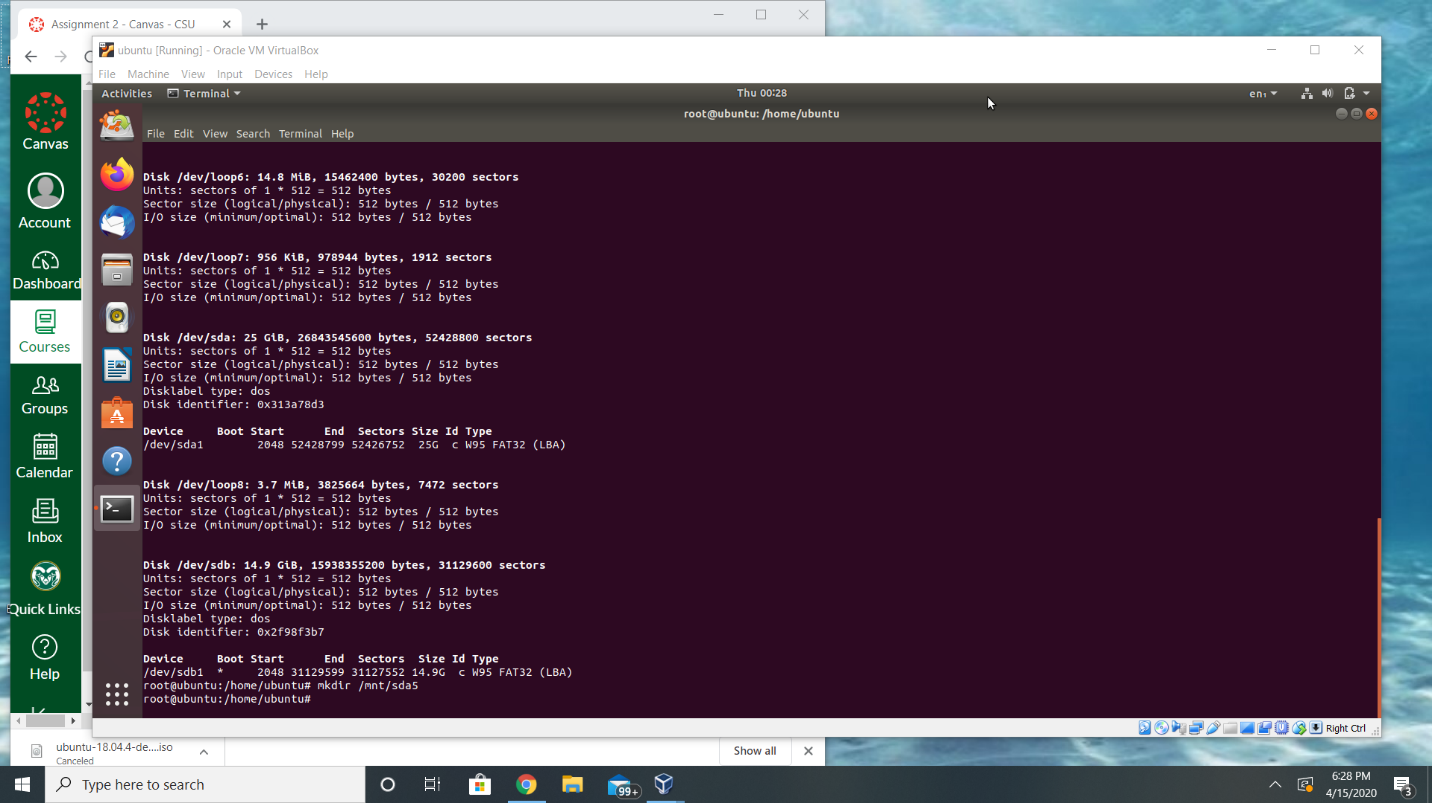 Assignment 2 - Canvas - CSU
ubuntu [Running] - Oracle VM VirtualBox
File Machine View Input Devices Help
Activities Terminal Thu 00:28 en₁
root@ubuntu: /home/ubuntu
File Edit View Search Terminal Help
Canvas
Account
Dashboard
Courses
Groups
Calendar
Inbox
Quick Links
Help
Disk /dev/loop6: 14.8 MiB, 15462400 bytes, 30200 sectors
Units: sectors of 1 * 512 = 512 bytes
Sector size (logical/physical): 512 bytes / 512 bytes
I/O size (minimum/optimal): 512 bytes / 512 bytes
Disk /dev/loop7: 956 KiB, 978944 bytes, 1912 sectors
Units: sectors of 1 * 512 = 512 bytes
Sector size (logical/physical): 512 bytes / 512 bytes
I/O size (minimum/optimal): 512 bytes / 512 bytes
Disk /dev/sda: 25 GiB, 26843545600 bytes, 52428800 sectors
Units: sectors of 1 * 512 = 512 bytes
Sector size (logical/physical): 512 bytes / 512 bytes
I/O size (minimum/optimal): 512 bytes / 512 bytes
Disklabel type: dos
Disk identifier: 0x313a78d3
Device Boot Start End Sectors Size Id Type
/dev/sda1 2048 52428799 52426752 25G c W95 FAT32 (LBA)
Disk /dev/loop8: 3.7 MiB, 3825664 bytes, 7472 sectors
Units: sectors of 1 * 512 = 512 bytes
Sector size (logical/physical): 512 bytes / 512 bytes
I/O size (minimum/optimal): 512 bytes / 512 bytes
Disk /dev/sdb: 14.9 GiB, 15938355200 bytes, 31129600 sectors
Units: sectors of 1 * 512 = 512 bytes
Sector size (logical/physical): 512 bytes / 512 bytes
I/O size (minimum/optimal): 512 bytes / 512 bytes
Disklabel type: dos
Disk identifier: 0x2f98f3b7
Device Boot Start End Sectors Size Id Type
/dev/sdb1 * 2048 31129599 31127552 14.9G c W95 FAT32 (LBA)
root@ubuntu:/home/ubuntu# mkdir /mnt/sda5
root@ubuntu:/home/ubuntu#
Right Ctrl
ubuntu-18.04.4-de....iso
Canceled
Show all
Type here to search
99+
6:28 PM
4/15/2020
3